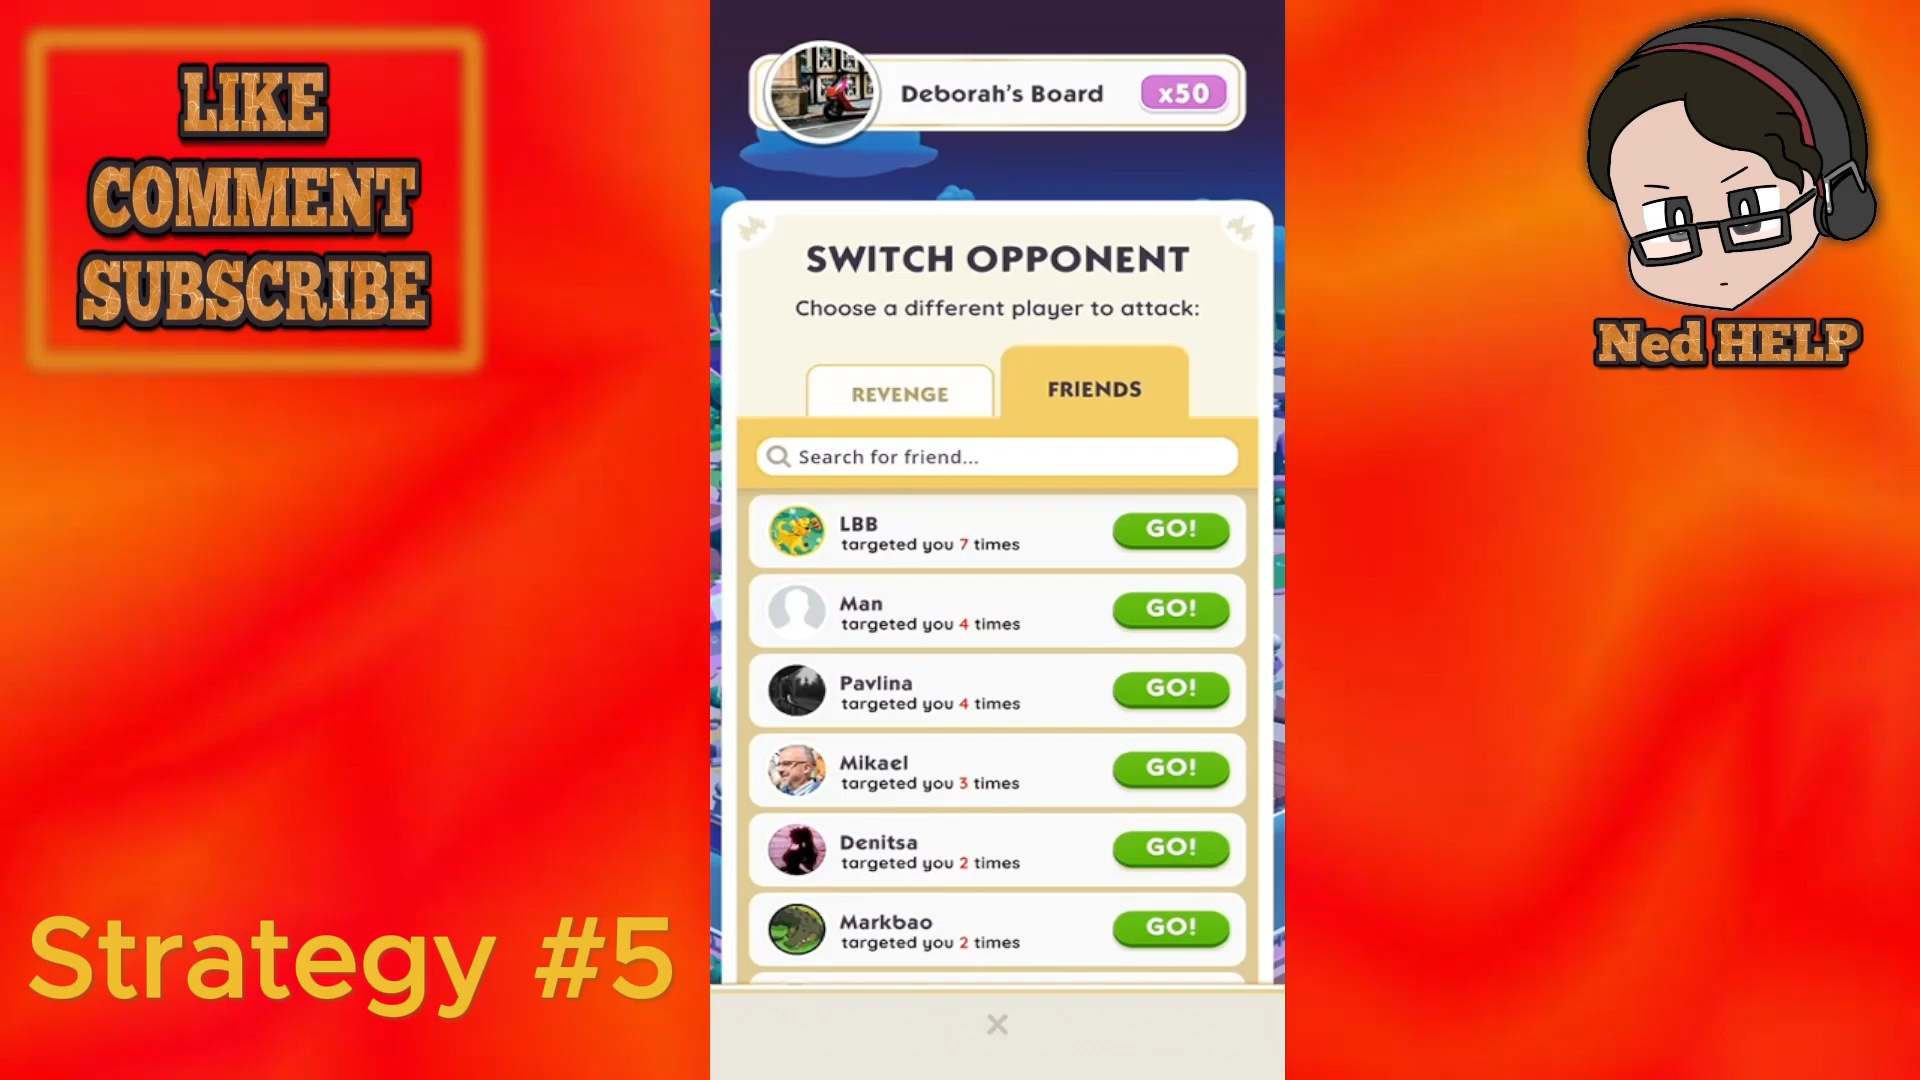 LIKE
COMMENT
SUBSCRIBE
Deborah's Board
x50
SWITCH OPPONENT
Choose a different player to attack:
REVENGE
FRIENDS
Search for friend...
LBB
targeted you 7 times
GO!
Man
targeted you 4 times
GO!
Pavlina
targeted you 4 times
GO!
Mikael
targeted you 3 times
GO!
Denitsa
targeted you 2 times
GO!
Markbao
targeted you 2 times
GO!
Ned HELP
Strategy #5